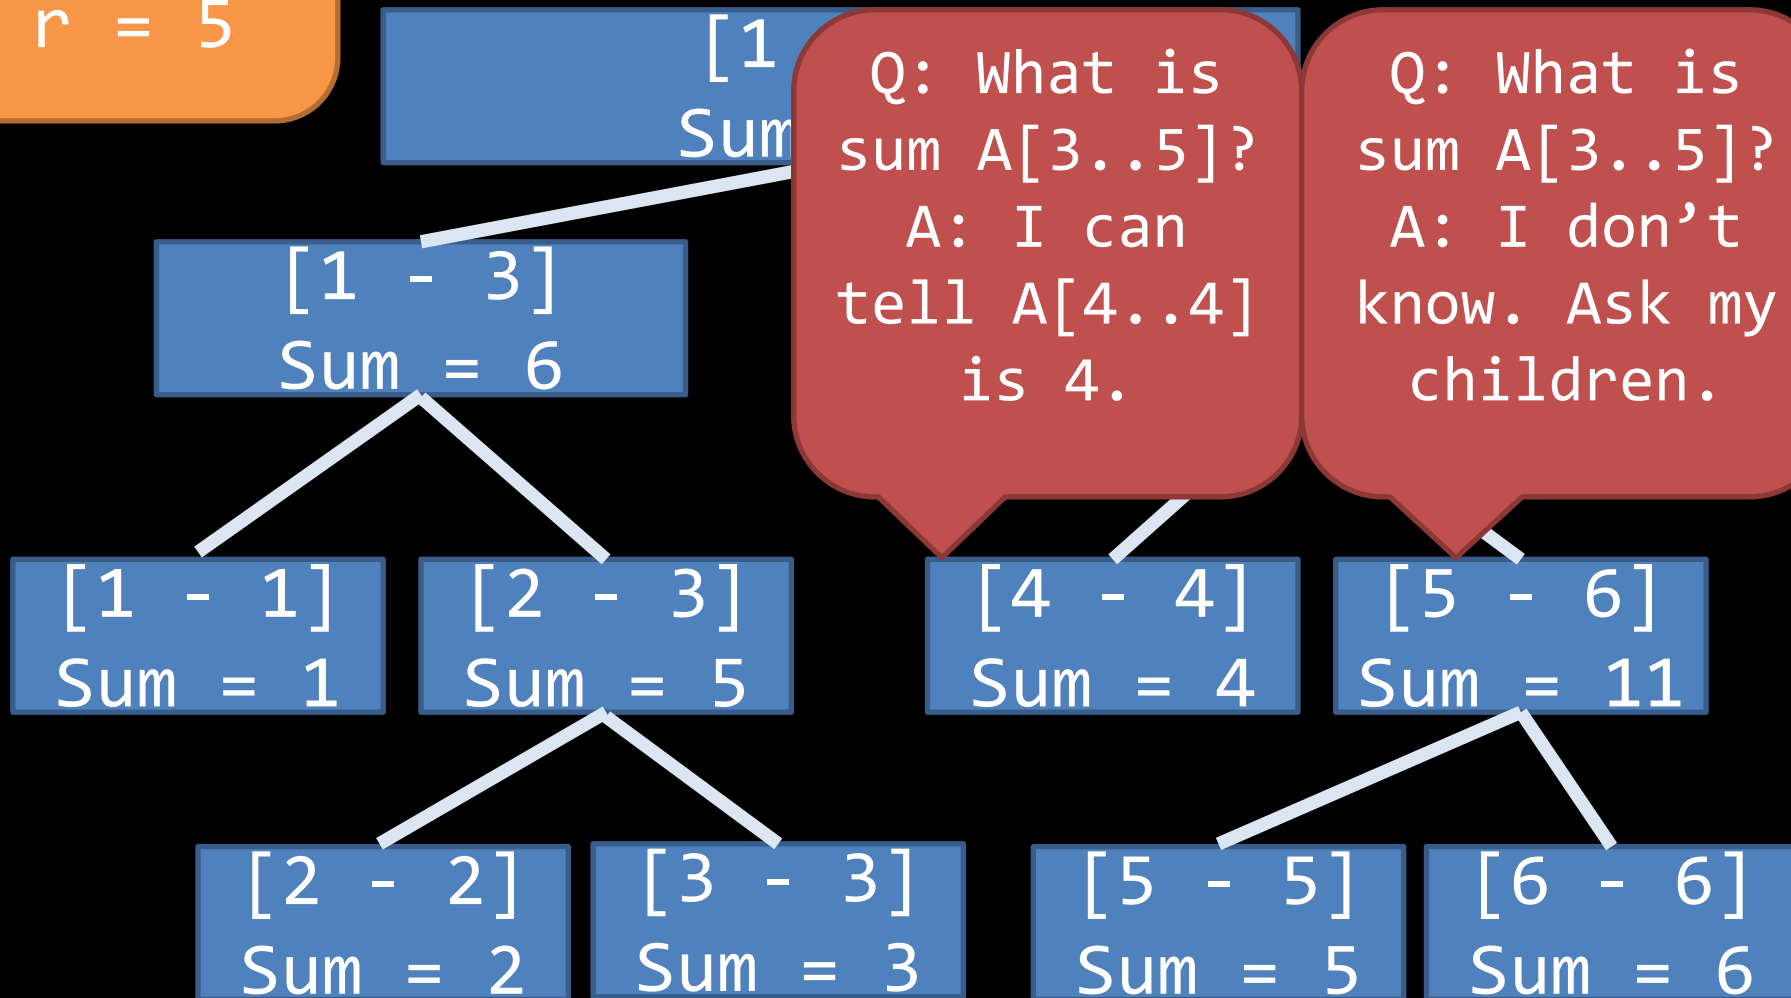 r = 5
[1
Sum
Q: What is
sum A[3..5]?
A: I can
tell A[4..4]
is 4.
Q: What is
sum A[3..5]?
A: I don’t
know. Ask my
children.
[1 - 3]
Sum = 6
[1 - 1]
Sum = 1
[2 - 3]
Sum = 5
[4 - 4]
Sum = 4
[5 - 6]
Sum = 11
[2 - 2]
Sum = 2
[3 - 3]
Sum = 3
[5 - 5]
Sum = 5
[6 - 6]
Sum = 6